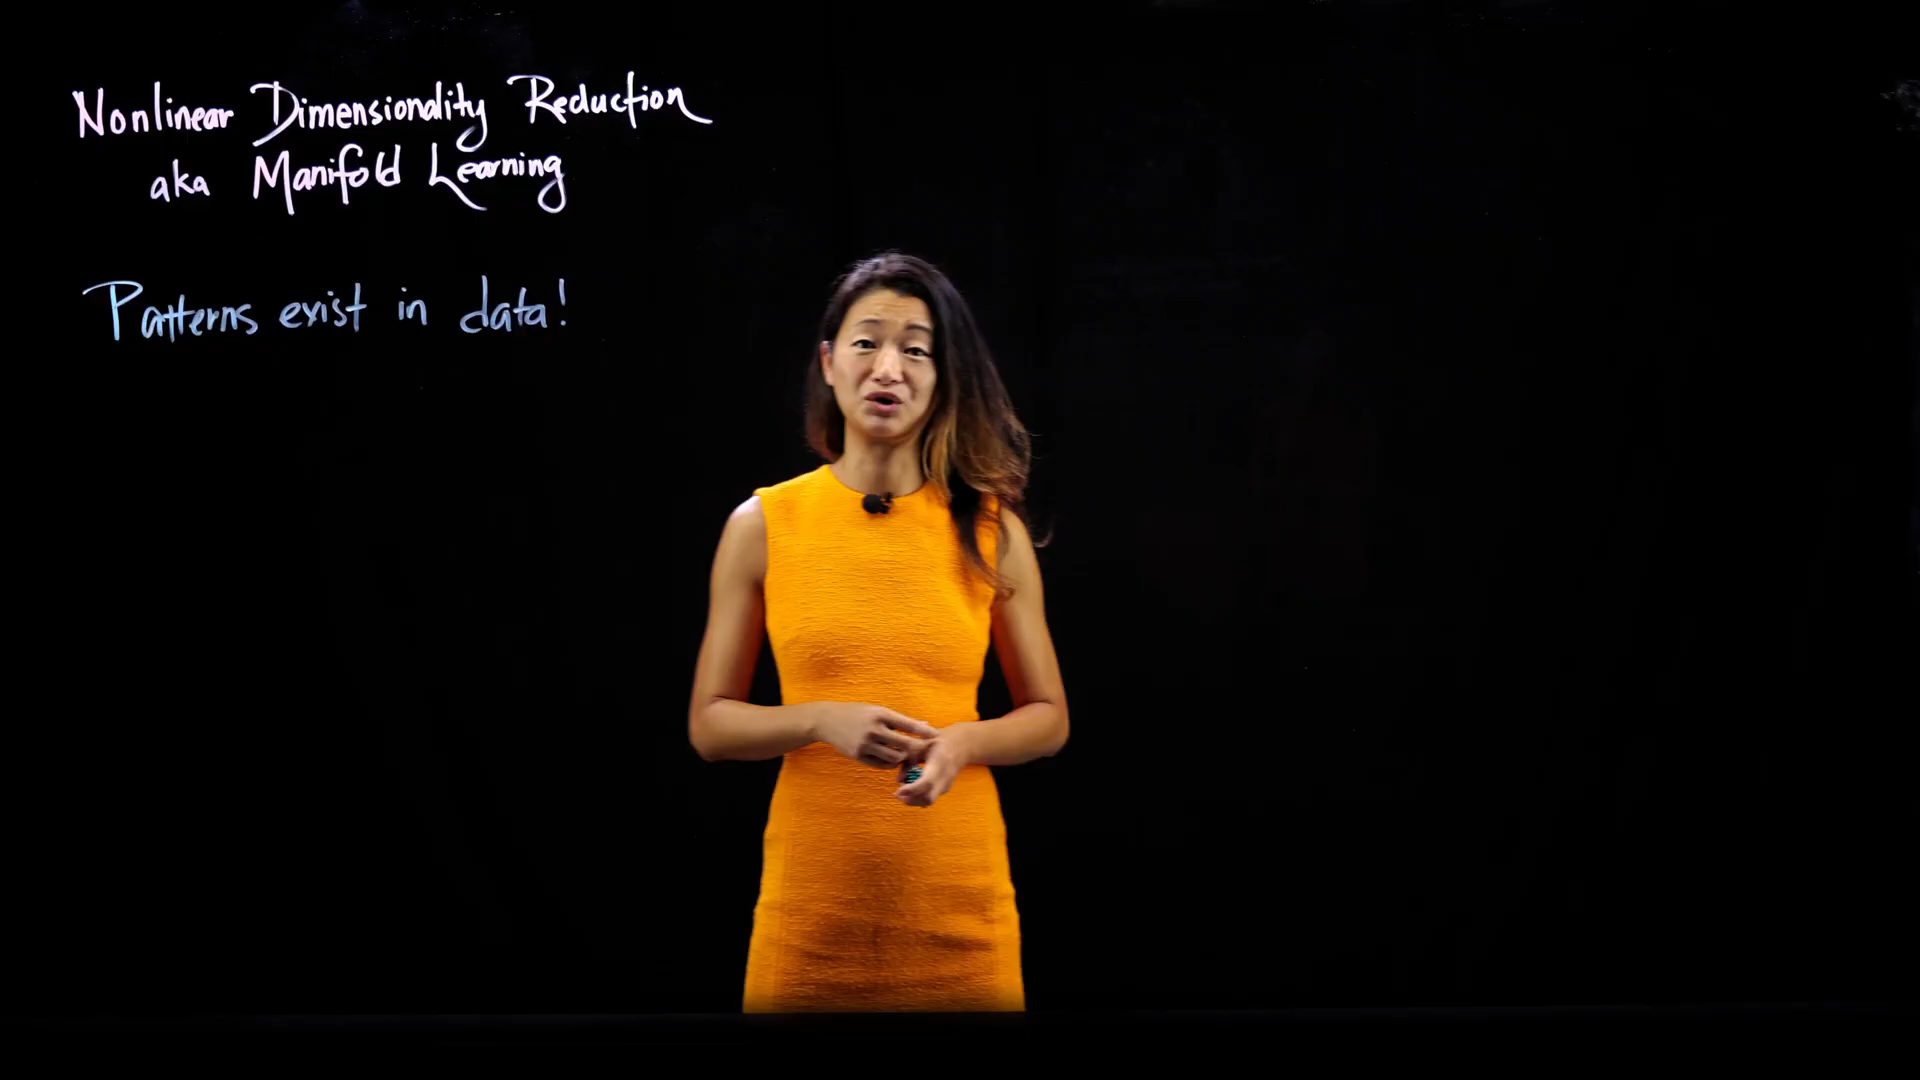 Nonlinear Dimensionality Reduction
aka Manifold Learning
Patterns exist in data!